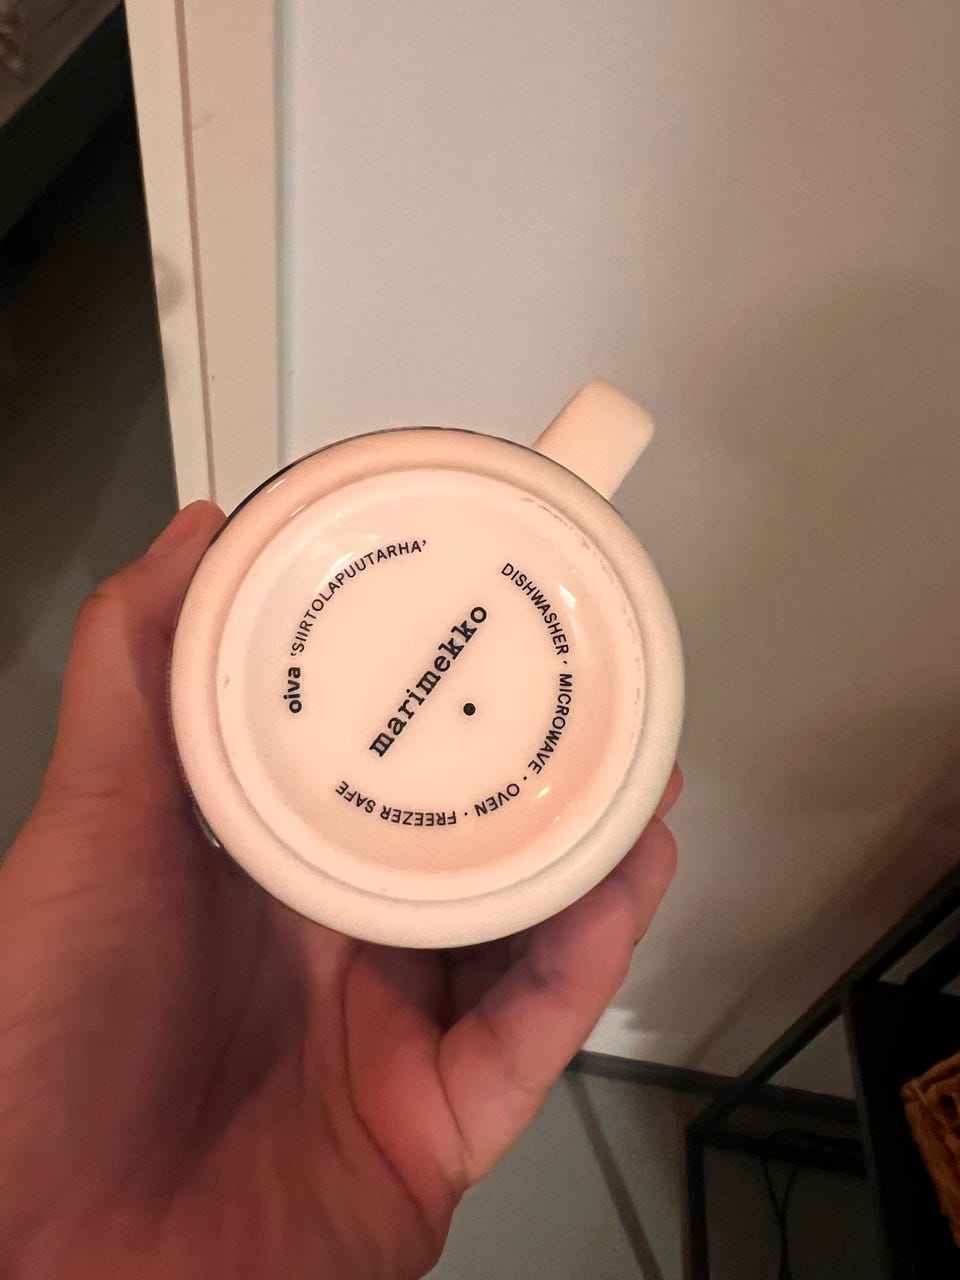 oiva 'SIIRTOLAPUUTARHA'
marimekko
DISHWASHER · MICROWAVE · OVEN · FREEZER SAFE